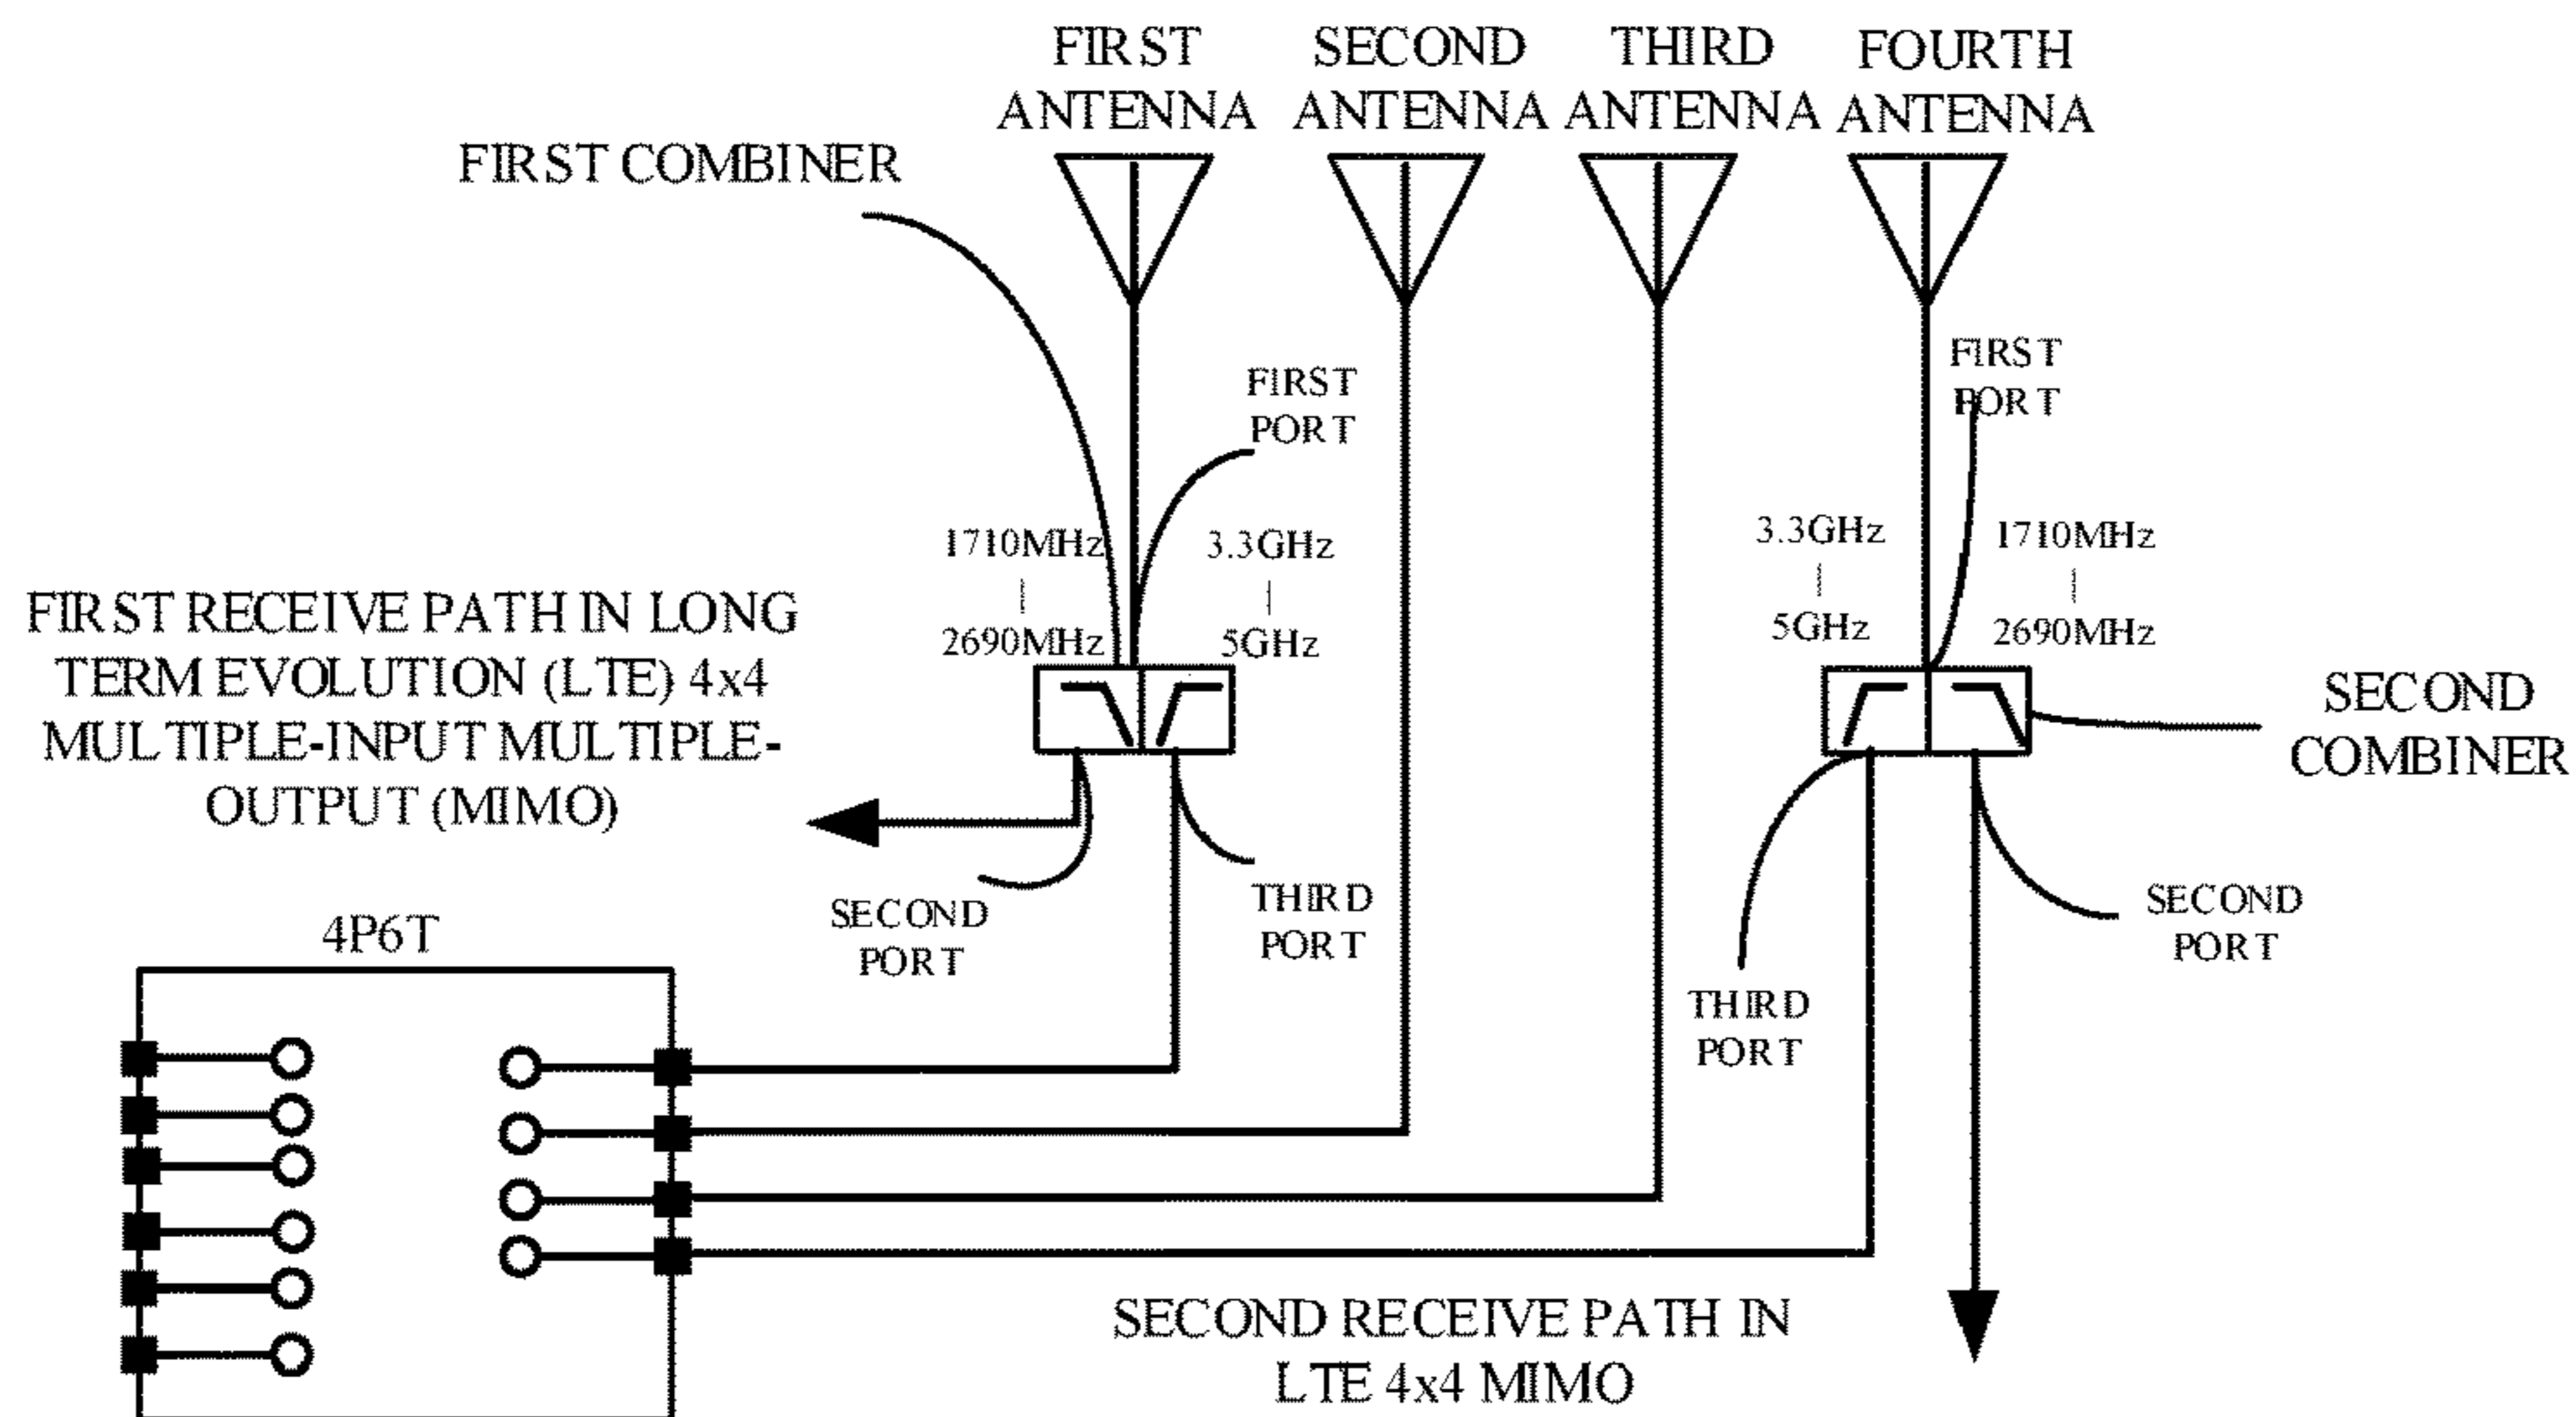 FIRST
ANTENNA
SECOND
ANTENNA
THIRD
ANTENNA
FOURTH
ANTENNA
FIRST COMBINER
FIRST
PORT
FIRST
PORT
1710MHz
|
2690MHz
3.3GHz
|
5GHz
3.3GHz
|
5GHz
1710MHz
|
2690MHz
FIRST RECEIVE PATH IN LONG
TERM EVOLUTION (LTE) 4x4
MULTIPLE-INPUT MULTIPLE-
OUTPUT (MIMO)
SECOND
COMBINER
SECOND
PORT
THIRD
PORT
THIRD
PORT
SECOND
PORT
4P6T
SECOND RECEIVE PATH IN
LTE 4x4 MIMO